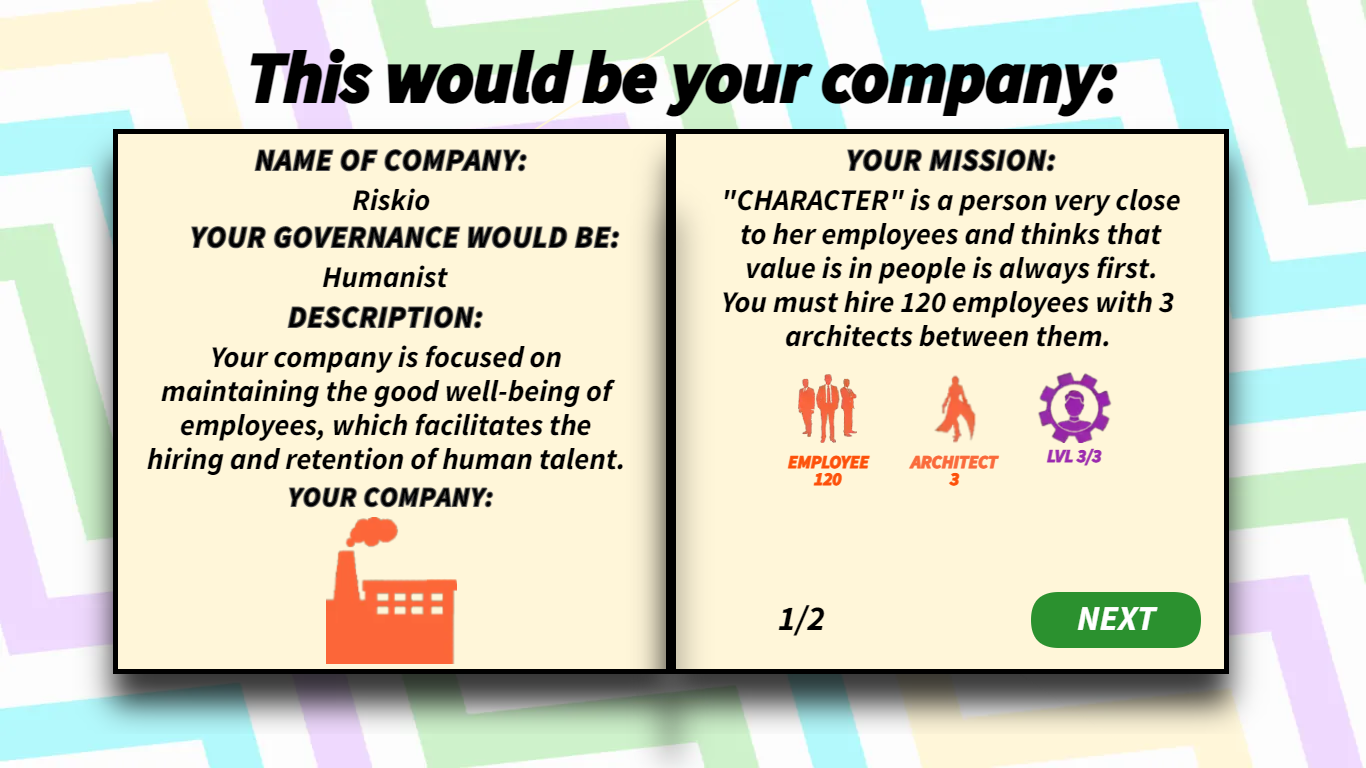 This would be your company:
NAME OF COMPANY:
Riskio
YOUR GOVERNANCE WOULD BE:
Humanist
DESCRIPTION:
Your company is focused on
maintaining the good well-being of
employees, which facilitates the
hiring and retention of human talent.
YOUR COMPANY:
YOUR MISSION:
"CHARACTER" is a person very close
to her employees and thinks that
value is in people is always first.
You must hire 120 employees with 3
architects between them.
EMPLOYEE
120
ARCHITECT
3
LVL 3/3
1/2
NEXT